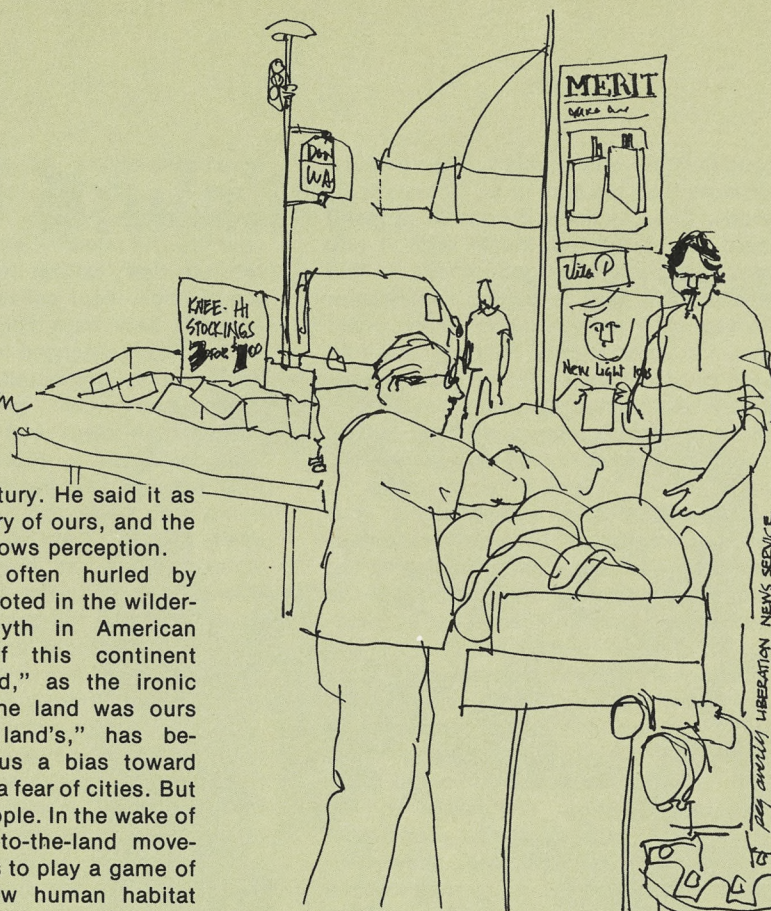 MERIT
DON
WA
KNEE-HI
STOCKINGS
3 FOR $1 00
Vita D
New Light
tury. He said it as
ry of ours, and the
ows perception.
often hurled by
oted in the wilder-
yth in American
f this continent
d,” as the ironic
ne land was ours
land's,” has be-
us a bias toward
a fear of cities. But
ople. In the wake of
to-the-land move-
s to play a game of
w human habitat
LIBERATION NEWS SERVICE